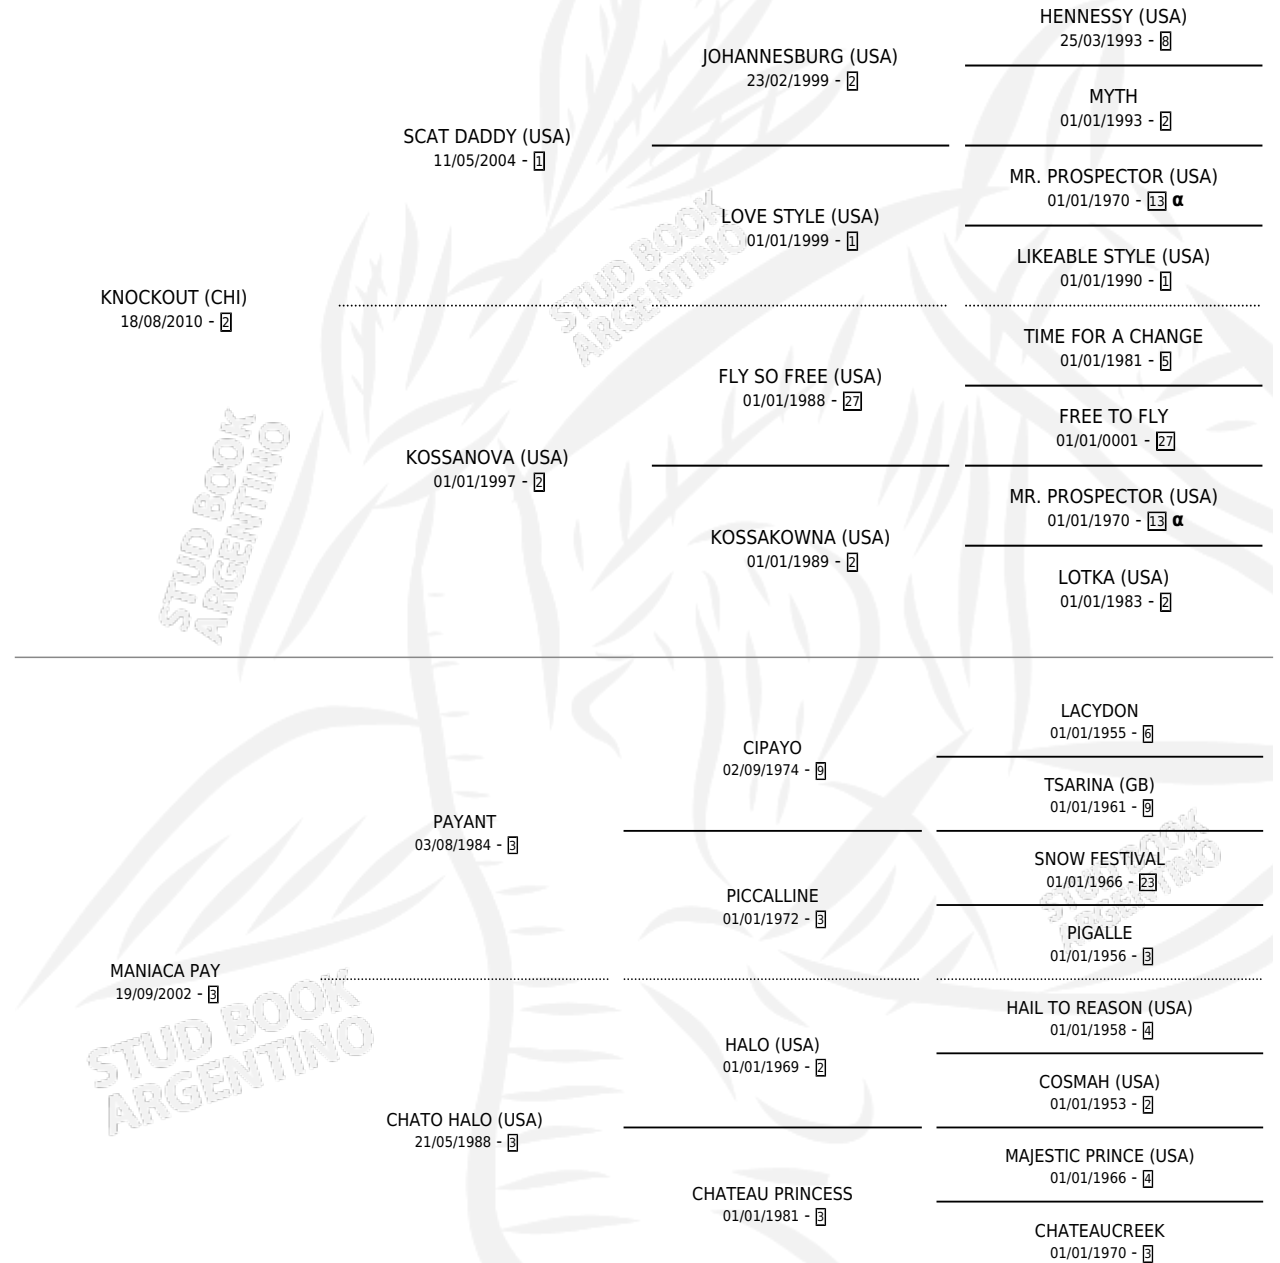 HENNESSY (USA)
25/03/1993 - 8
JOHANNESBURG (USA)
23/02/1999 - 2
MYTH
01/01/1993 - 2
SCAT DADDY (USA)
11/05/2004 - 1
MR. PROSPECTOR (USA)
01/01/1970 - 13 α
LOVE STYLE (USA)
01/01/1999 - 1
LIKEABLE STYLE (USA)
01/01/1990 - 1
KNOCKOUT (CHI)
18/08/2010 - 2
TIME FOR A CHANGE
01/01/1981 - 5
FLY SO FREE (USA)
01/01/1988 - 27
FREE TO FLY
01/01/0001 - 27
KOSSANOVA (USA)
01/01/1997 - 2
MR. PROSPECTOR (USA)
01/01/1970 - 13 α
KOSSAKOWNA (USA)
01/01/1989 - 2
LOTKA (USA)
01/01/1983 - 2
LACYDON
01/01/1955 - 6
CIPAYO
02/09/1974 - 9
TSARINA (GB)
01/01/1961 - 9
PAYANT
03/08/1984 - 3
SNOW FESTIVAL
01/01/1966 - 23
PICCALLINE
01/01/1972 - 3
PIGALLE
01/01/1956 - 3
MANIACA PAY
19/09/2002 - 3
HAIL TO REASON (USA)
01/01/1958 - 4
HALO (USA)
01/01/1969 - 2
COSMAH (USA)
01/01/1953 - 2
CHATO HALO (USA)
21/05/1988 - 3
MAJESTIC PRINCE (USA)
01/01/1966 - 4
CHATEAU PRINCESS
01/01/1981 - 3
CHATEAUCREEK
01/01/1970 - 3
STUD BOOK
ARGENTINO
STUD BOOK
ARGENTINO
STUD BOOK
ARGENTINO
STUD BOOK
ARGENTINO